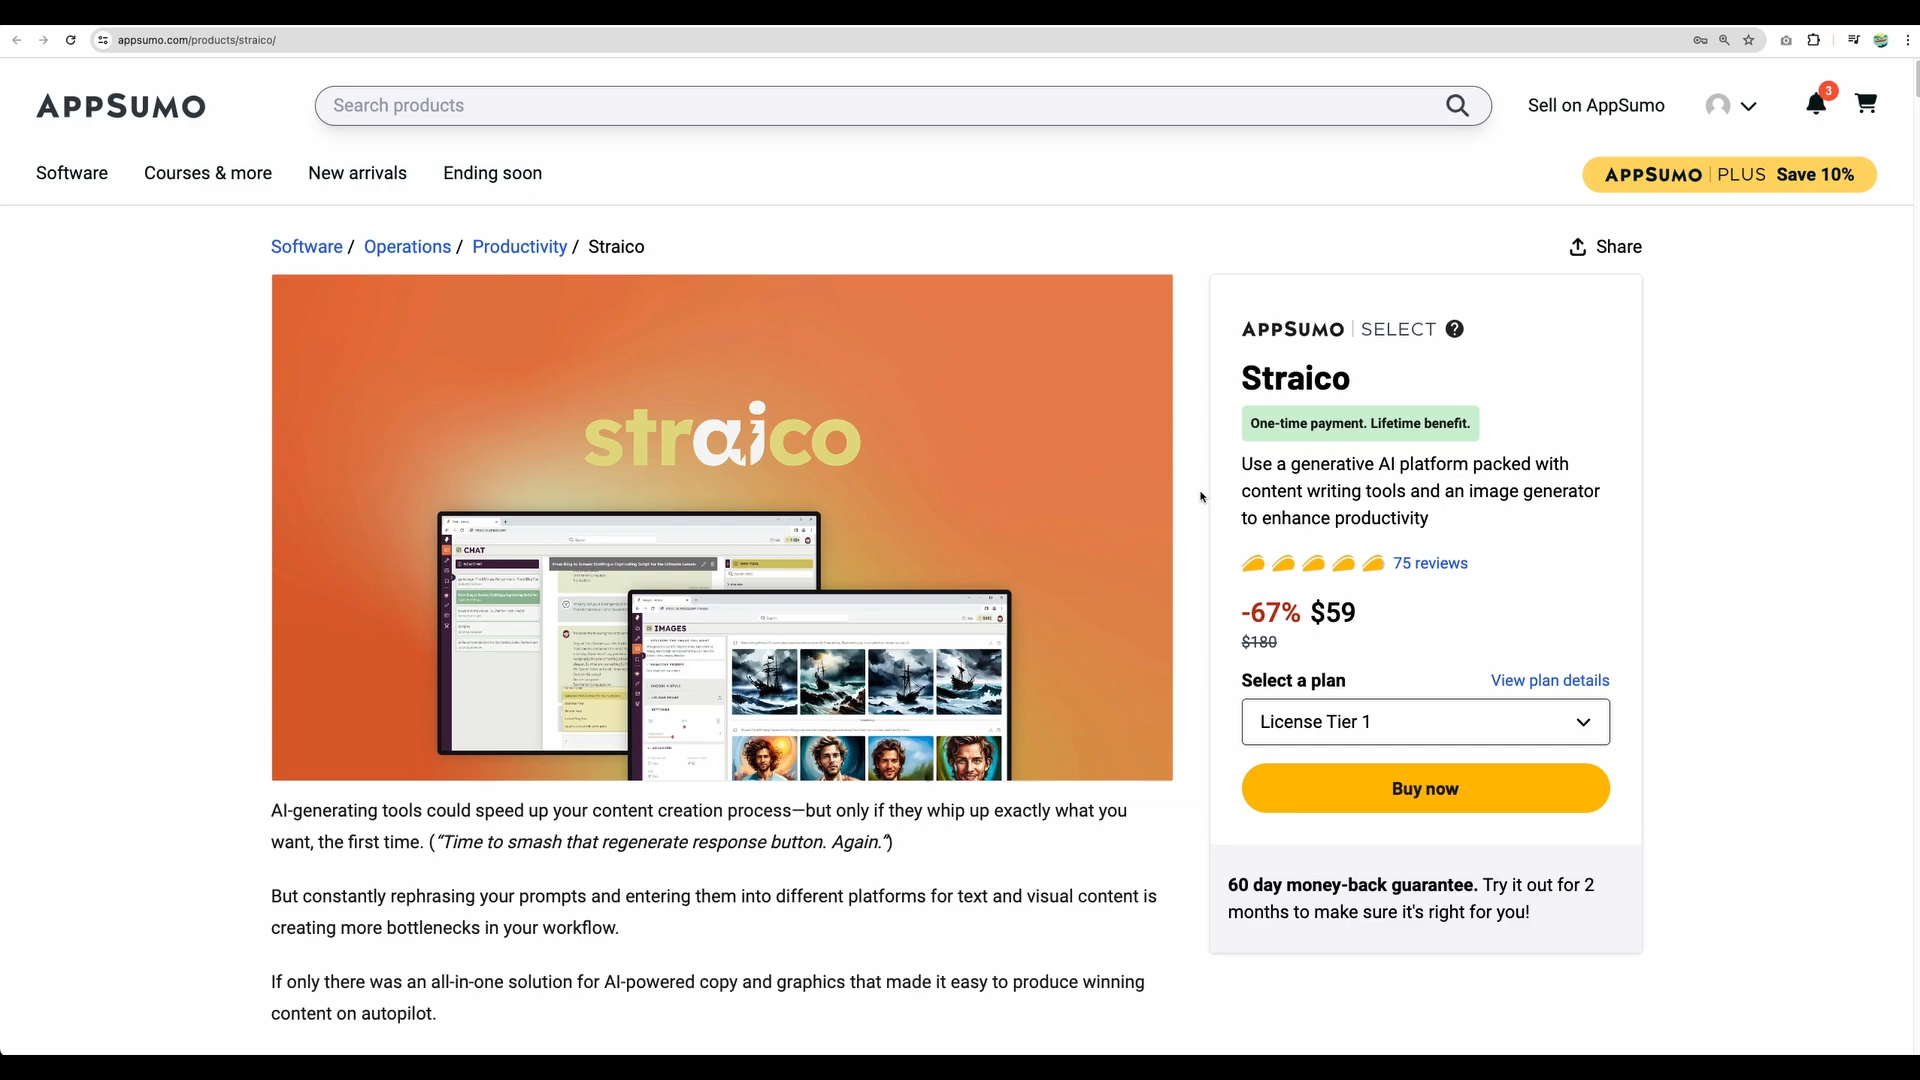 appsumo.com/products/straico/
APPSUMO
Search products
Sell on AppSumo
3
Software
Courses & more
New arrivals
Ending soon
APPSUMO | PLUS Save 10%
Software / Operations / Productivity / Straico
Share
straico
CHAT
IMAGES
APPSUMO | SELECT ?
Straico
One-time payment. Lifetime benefit.
Use a generative AI platform packed with
content writing tools and an image generator
to enhance productivity
75 reviews
-67% $59
$180
Select a plan
View plan details
License Tier 1
Buy now
60 day money-back guarantee. Try it out for 2
months to make sure it's right for you!
AI-generating tools could speed up your content creation process—but only if they whip up exactly what you
want, the first time. (“Time to smash that regenerate response button. Again.”)
But constantly rephrasing your prompts and entering them into different platforms for text and visual content is
creating more bottlenecks in your workflow.
If only there was an all-in-one solution for AI-powered copy and graphics that made it easy to produce winning
content on autopilot.